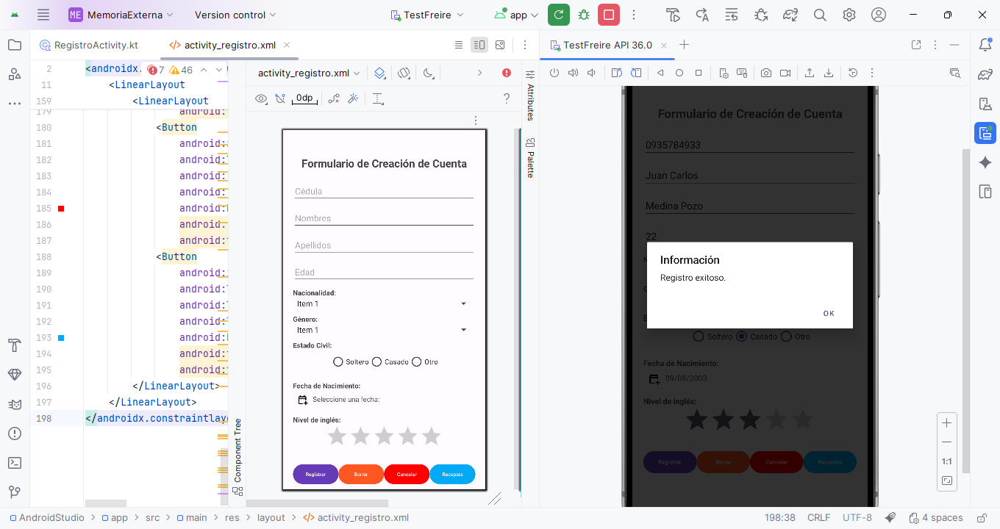 ME MemoriaExterna Version control TestFreire app
RegistroActivity.kt activity_registro.xml TestFreire API 36.0
2 <androidx. 7 46
11 <LinearLayout
159 <LinearLayout
179 android:
180 <Button
181 android:
182 android:
183 android:
184 android:
185 android:
186 android:
187 android:
188 <Button
189 android:
190 android:
191 android:
192 android:
193 android:
194 android:
195 android:
196 </LinearLayout>
197 </LinearLayout>
198 </androidx.constraintlayo
activity_registro.xml
0dp ?
Component Tree
Attributes
Palette
Formulario de Creación de Cuenta
Cédula
Nombres
Apellidos
Edad
Nacionalidad:
Item 1
Género:
Item 1
Estado Civil:
Soltero Casado Otro
Fecha de Nacimiento:
Seleccione una fecha:
Nivel de inglés:
Registrar Borrar Cancelar Recupera
Formulario de Creación de Cuenta
0935784933
Juan Carlos
Medina Pozo
22
Información
Registro exitoso.
OK
Soltero Casado Otro
Fecha de Nacimiento:
09/09/2003
Nivel de inglés:
Registrar Borrar Cancelar Recupera
1:1
AndroidStudio app src main res layout activity_registro.xml 198:38 CRLF UTF-8 4 spaces